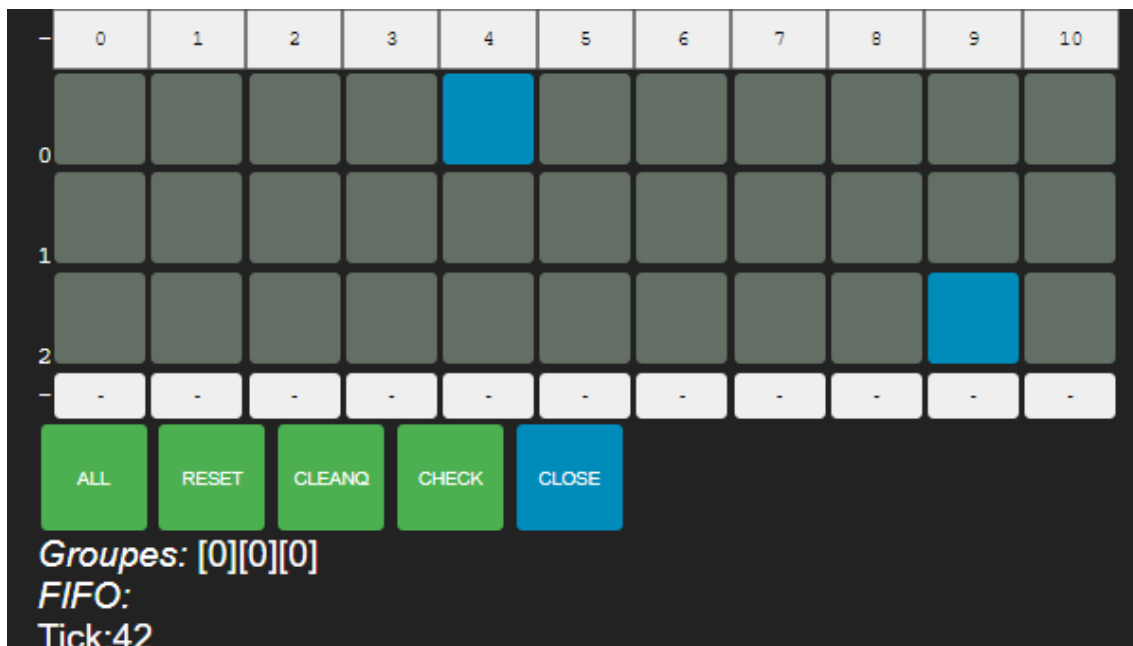 – 0 1 2 3 4 5 6 7 8 9 10
0
1
2
– - - - - - - - - - - -
ALL RESET CLEANQ CHECK CLOSE
Groupes: [0][0][0]
FIFO:
Tick:42